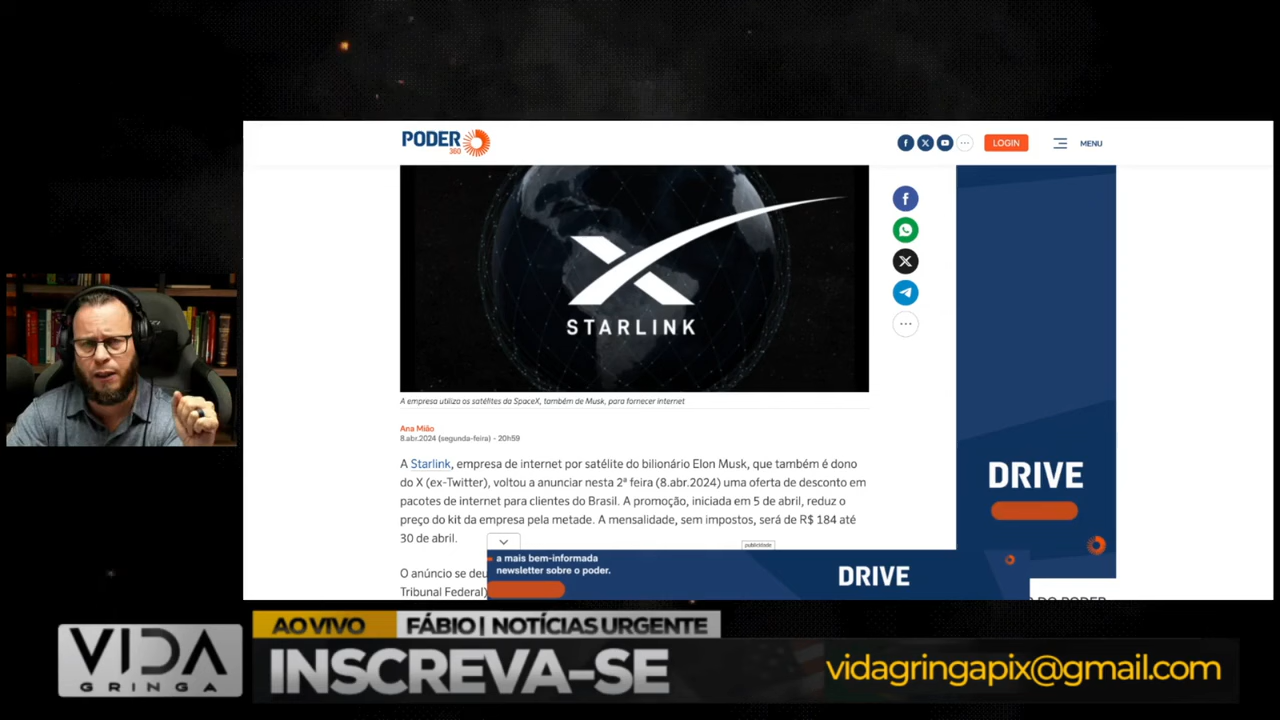 PODER
360
LOGIN
MENU
STARLINK
A empresa utiliza os satélites da SpaceX, também de Musk, para fornecer internet
Ana Mião
8.abr.2024 (segunda-feira) - 20h59
A Starlink, empresa de internet por satélite do bilionário Elon Musk, que também é dono
do X (ex-Twitter), voltou a anunciar nesta 2ª feira (8.abr.2024) uma oferta de desconto em
pacotes de internet para clientes do Brasil. A promoção, iniciada em 5 de abril, reduz o
preço do kit da empresa pela metade. A mensalidade, sem impostos, será de R$ 184 até
30 de abril.
O anúncio se deu
Tribunal Federal)
DRIVE
publicidade
a mais bem-informada
newsletter sobre o poder.
DRIVE
DO PODER
AO VIVO
FÁBIO | NOTÍCIAS URGENTE
VIDA
GRINGA
INSCREVA-SE
vidagringapix@gmail.com